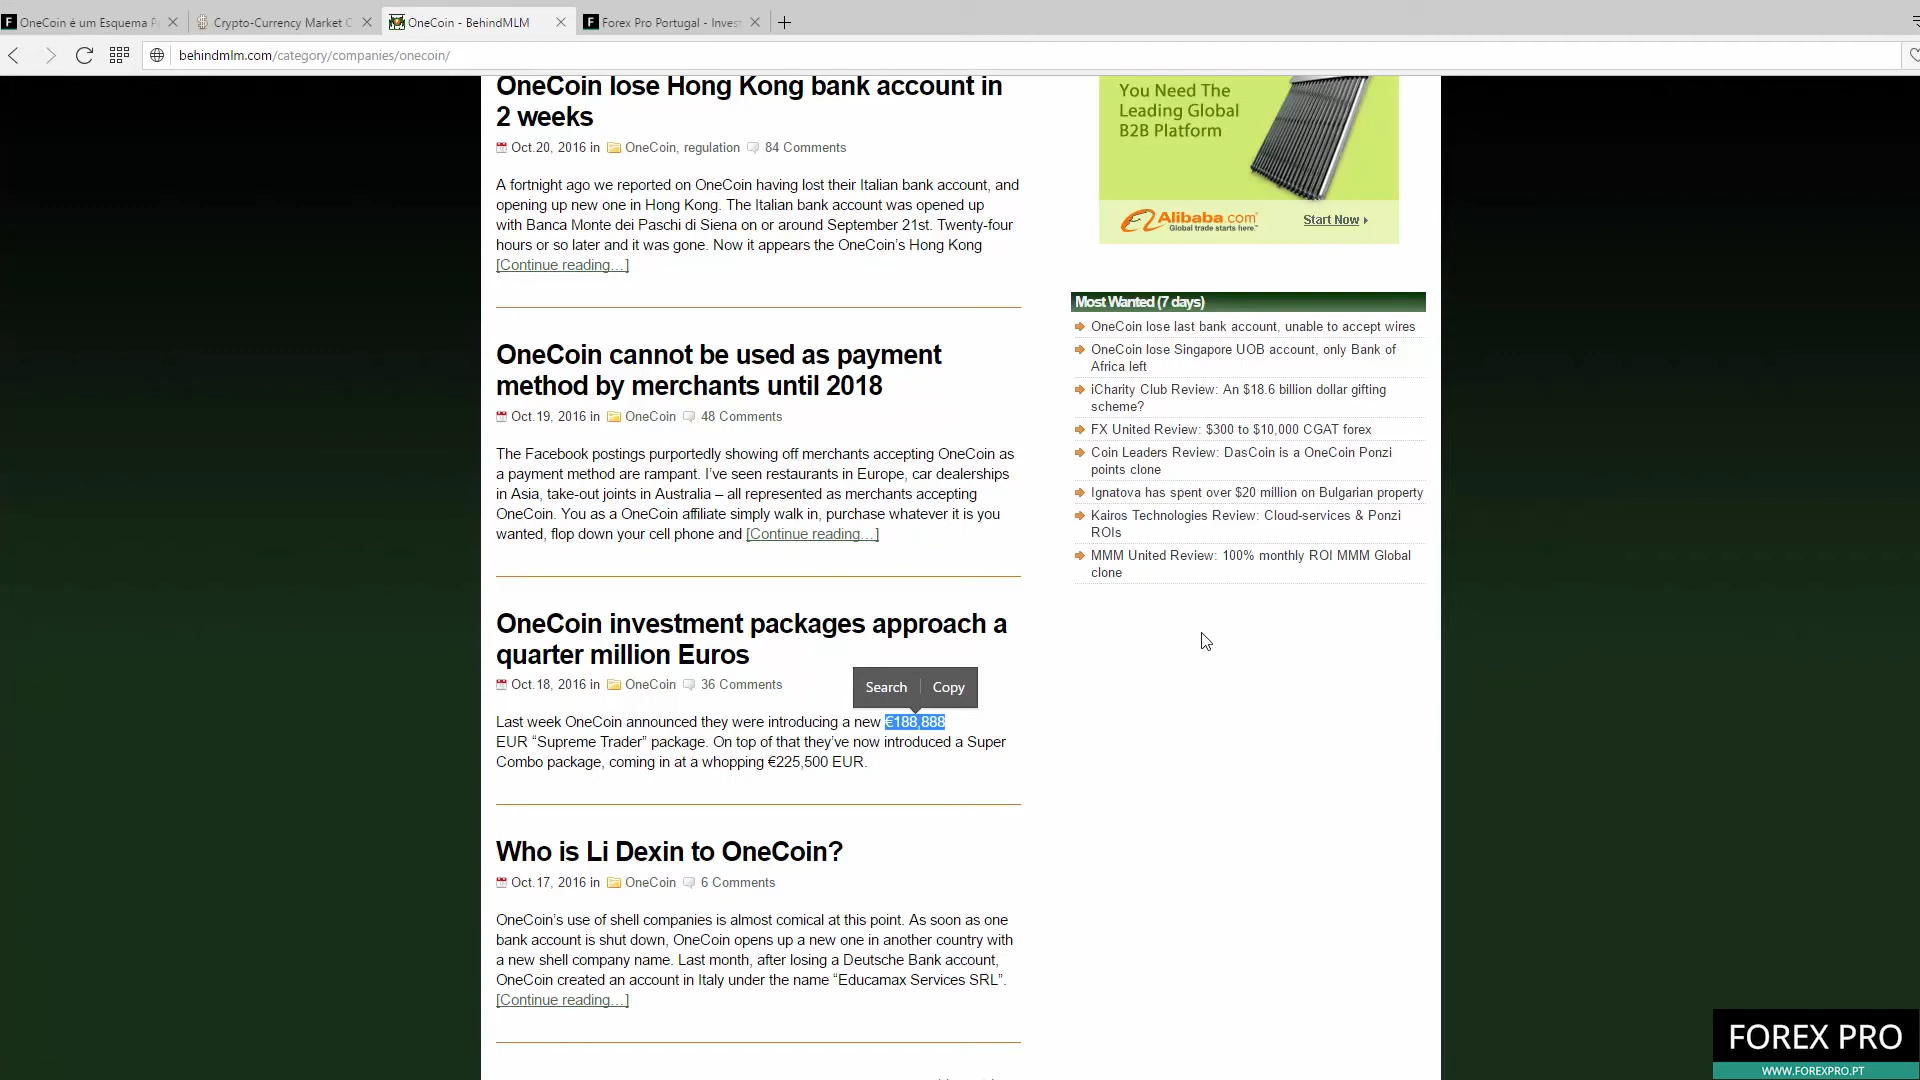 OneCoin é um Esquema P
Crypto-Currency Market C
OneCoin - BehindMLM
Forex Pro Portugal - Invest
behindmlm.com/category/companies/onecoin/
OneCoin lose Hong Kong bank account in
2 weeks
Oct.20, 2016 in OneCoin, regulation 84 Comments
A fortnight ago we reported on OneCoin having lost their Italian bank account, and
opening up new one in Hong Kong. The Italian bank account was opened up
with Banca Monte dei Paschi di Siena on or around September 21st. Twenty-four
hours or so later and it was gone. Now it appears the OneCoin’s Hong Kong
[Continue reading…]
OneCoin cannot be used as payment
method by merchants until 2018
Oct.19, 2016 in OneCoin 48 Comments
The Facebook postings purportedly showing off merchants accepting OneCoin as
a payment method are rampant. I’ve seen restaurants in Europe, car dealerships
in Asia, take-out joints in Australia – all represented as merchants accepting
OneCoin. You as a OneCoin affiliate simply walk in, purchase whatever it is you
wanted, flop down your cell phone and [Continue reading…]
OneCoin investment packages approach a
quarter million Euros
Oct.18, 2016 in OneCoin 36 Comments
Search Copy
Last week OneCoin announced they were introducing a new €188,888
EUR “Supreme Trader” package. On top of that they’ve now introduced a Super
Combo package, coming in at a whopping €225,500 EUR.
Who is Li Dexin to OneCoin?
Oct.17, 2016 in OneCoin 6 Comments
OneCoin’s use of shell companies is almost comical at this point. As soon as one
bank account is shut down, OneCoin opens up a new one in another country with
a new shell company name. Last month, after losing a Deutsche Bank account,
OneCoin created an account in Italy under the name “Educamax Services SRL”.
[Continue reading…]
You Need The
Leading Global
B2B Platform
Alibaba.com
Global trade starts here.™
Start Now
Most Wanted (7 days)
OneCoin lose last bank account, unable to accept wires
OneCoin lose Singapore UOB account, only Bank of
Africa left
iCharity Club Review: An $18.6 billion dollar gifting
scheme?
FX United Review: $300 to $10,000 CGAT forex
Coin Leaders Review: DasCoin is a OneCoin Ponzi
points clone
Ignatova has spent over $20 million on Bulgarian property
Kairos Technologies Review: Cloud-services & Ponzi
ROIs
MMM United Review: 100% monthly ROI MMM Global
clone
FOREX PRO
WWW.FOREXPRO.PT